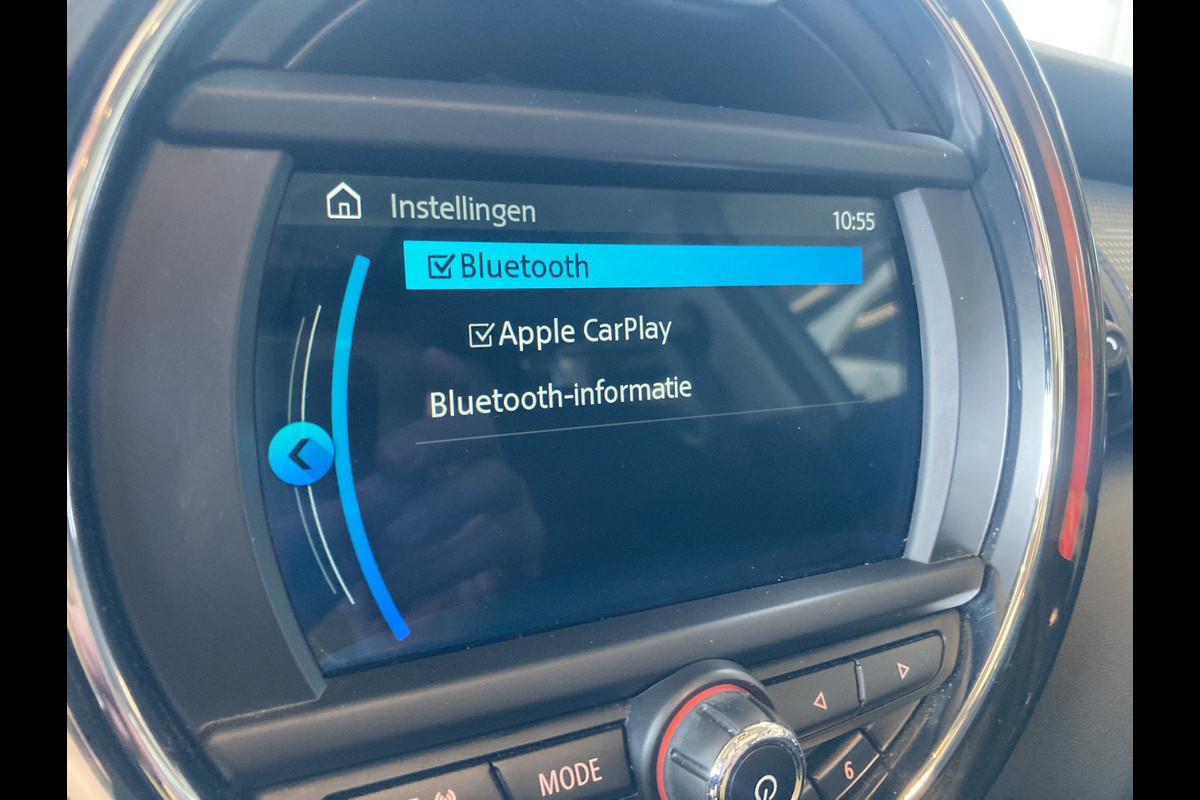 Instellingen
10:55
Bluetooth
Apple CarPlay
Bluetooth-informatie
MODE
6